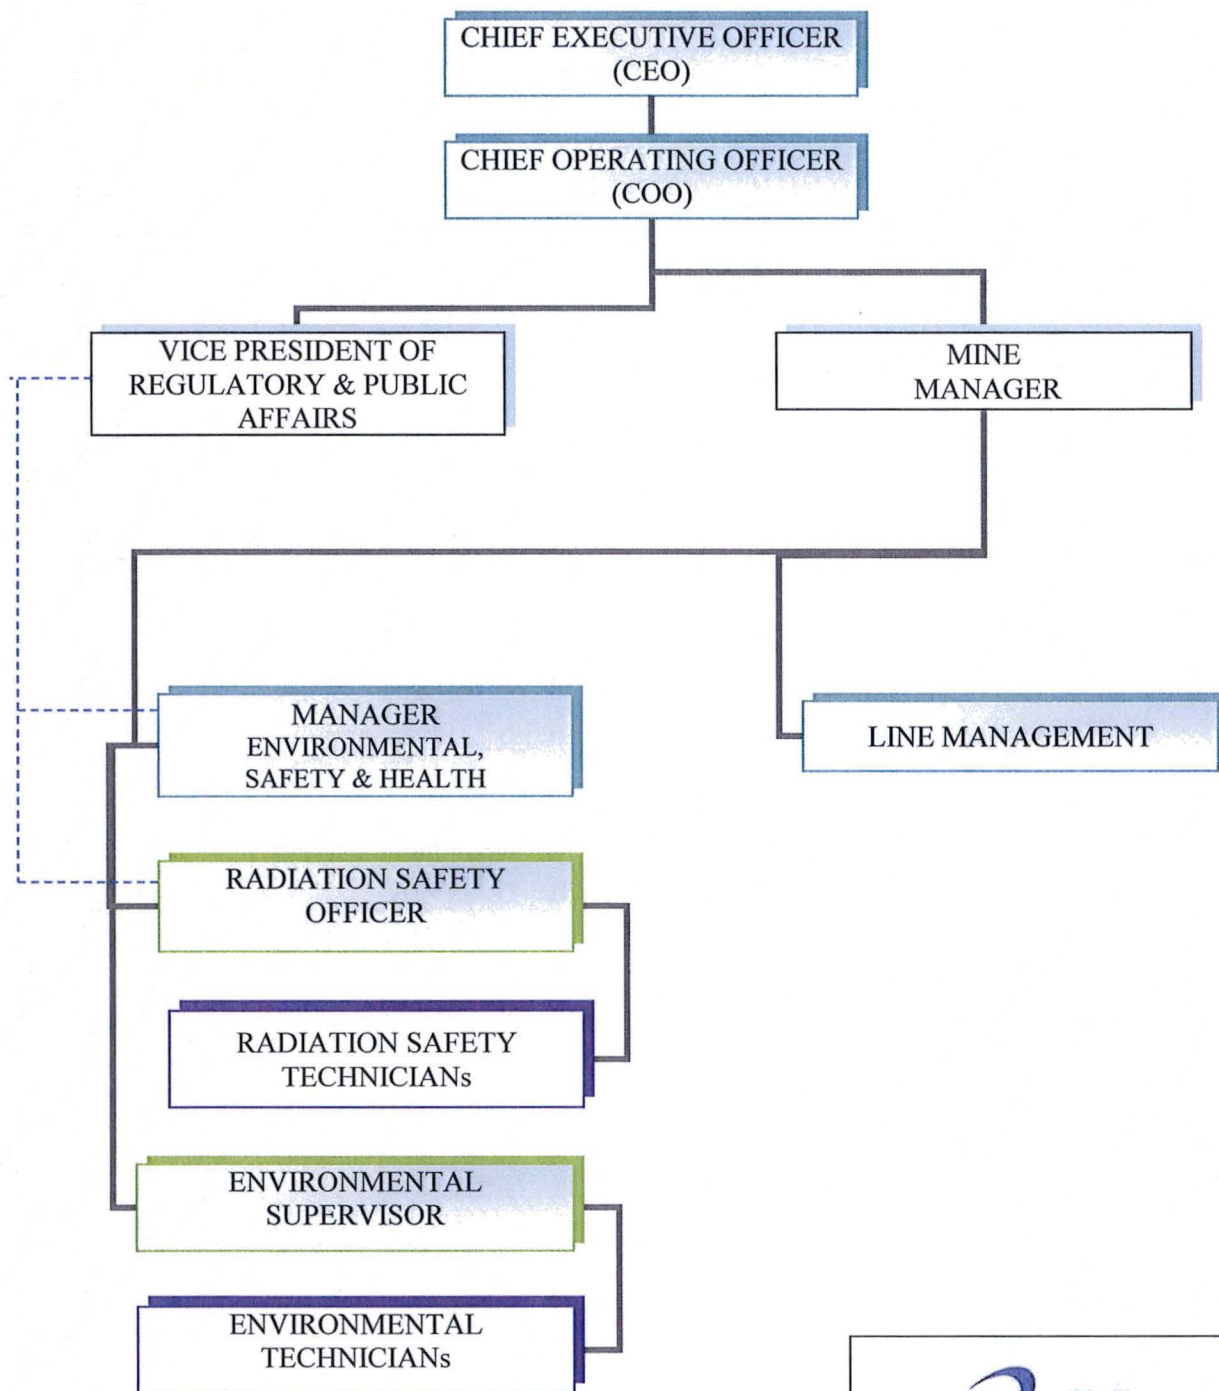 CHIEF EXECUTIVE OFFICER
(CEO)
CHIEF OPERATING OFFICER
(COO)
VICE PRESIDENT OF
REGULATORY & PUBLIC
AFFAIRS
MINE
MANAGER
MANAGER
ENVIRONMENTAL,
SAFETY & HEALTH
LINE MANAGEMENT
RADIATION SAFETY
OFFICER
RADIATION SAFETY
TECHNICIANs
ENVIRONMENTAL
SUPERVISOR
ENVIRONMENTAL
TECHNICIANs